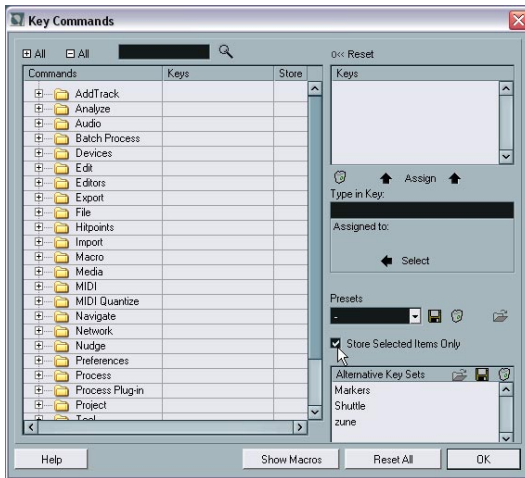 Key Commands
All
All
0<< Reset
Commands
Keys
Store
Keys
AddTrack
Analyze
Audio
Batch Process
Devices
Edit
Editors
Export
File
Hitpoints
Import
Macro
Media
MIDI
MIDI Quantize
Navigate
Network
Nudge
Preferences
Process
Process Plug-in
Project
Tool
Assign
Type in Key:
Assigned to:
Select
Presets
-
Store Selected Items Only
Alternative Key Sets
Markers
Shuttle
zune
Help
Show Macros
Reset All
OK